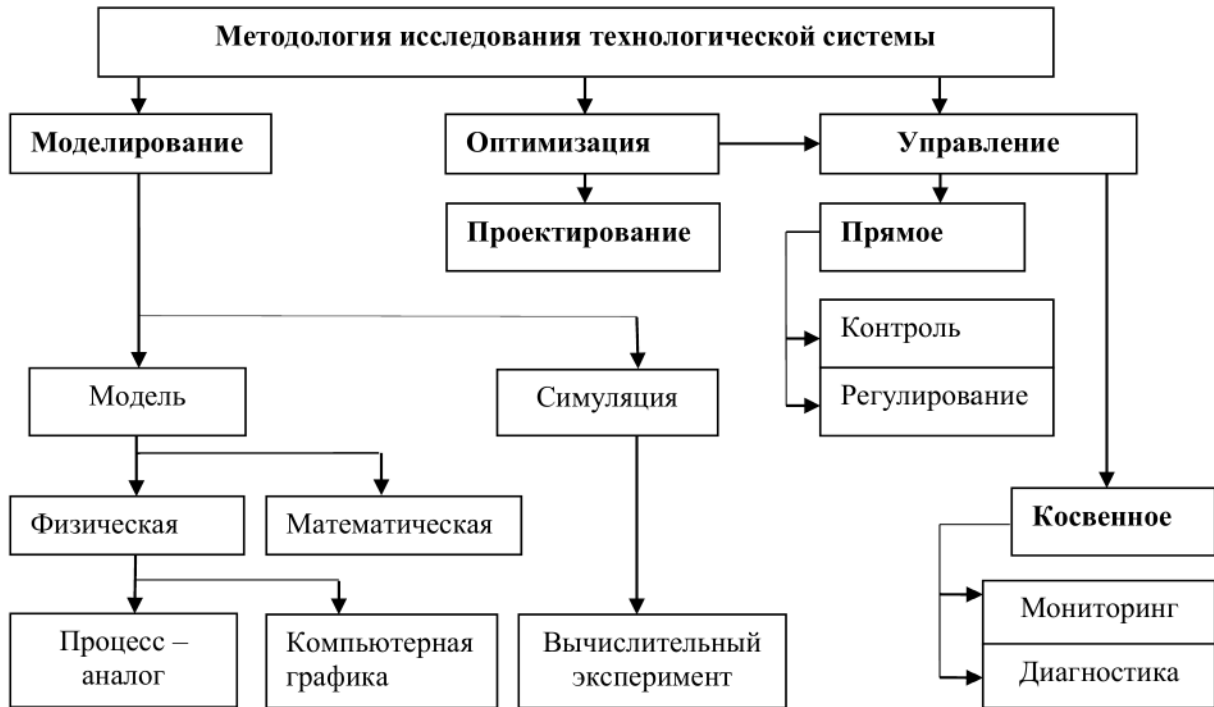 Методология исследования технологической системы
Моделирование
Оптимизация
Управление
Проектирование
Прямое
Контроль
Регулирование
Модель
Симуляция
Физическая
Математическая
Косвенное
Процесс –
аналог
Компьютерная
графика
Вычислительный
эксперимент
Мониторинг
Диагностика